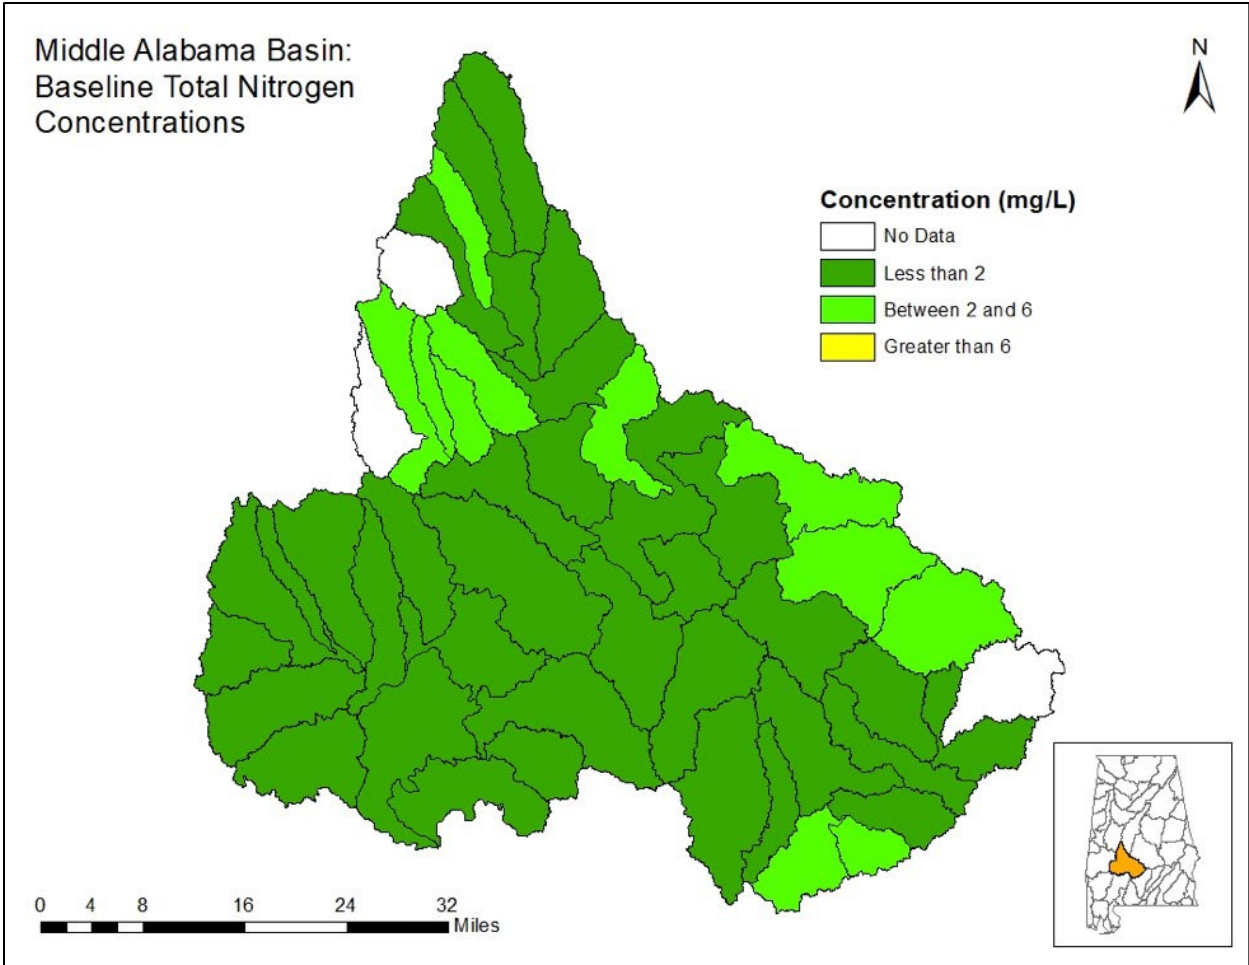 Middle Alabama Basin:
Baseline Total Nitrogen
Concentrations
N
Concentration (mg/L)
No Data
Less than 2
Between 2 and 6
Greater than 6
0 4 8 16 24 32
Miles